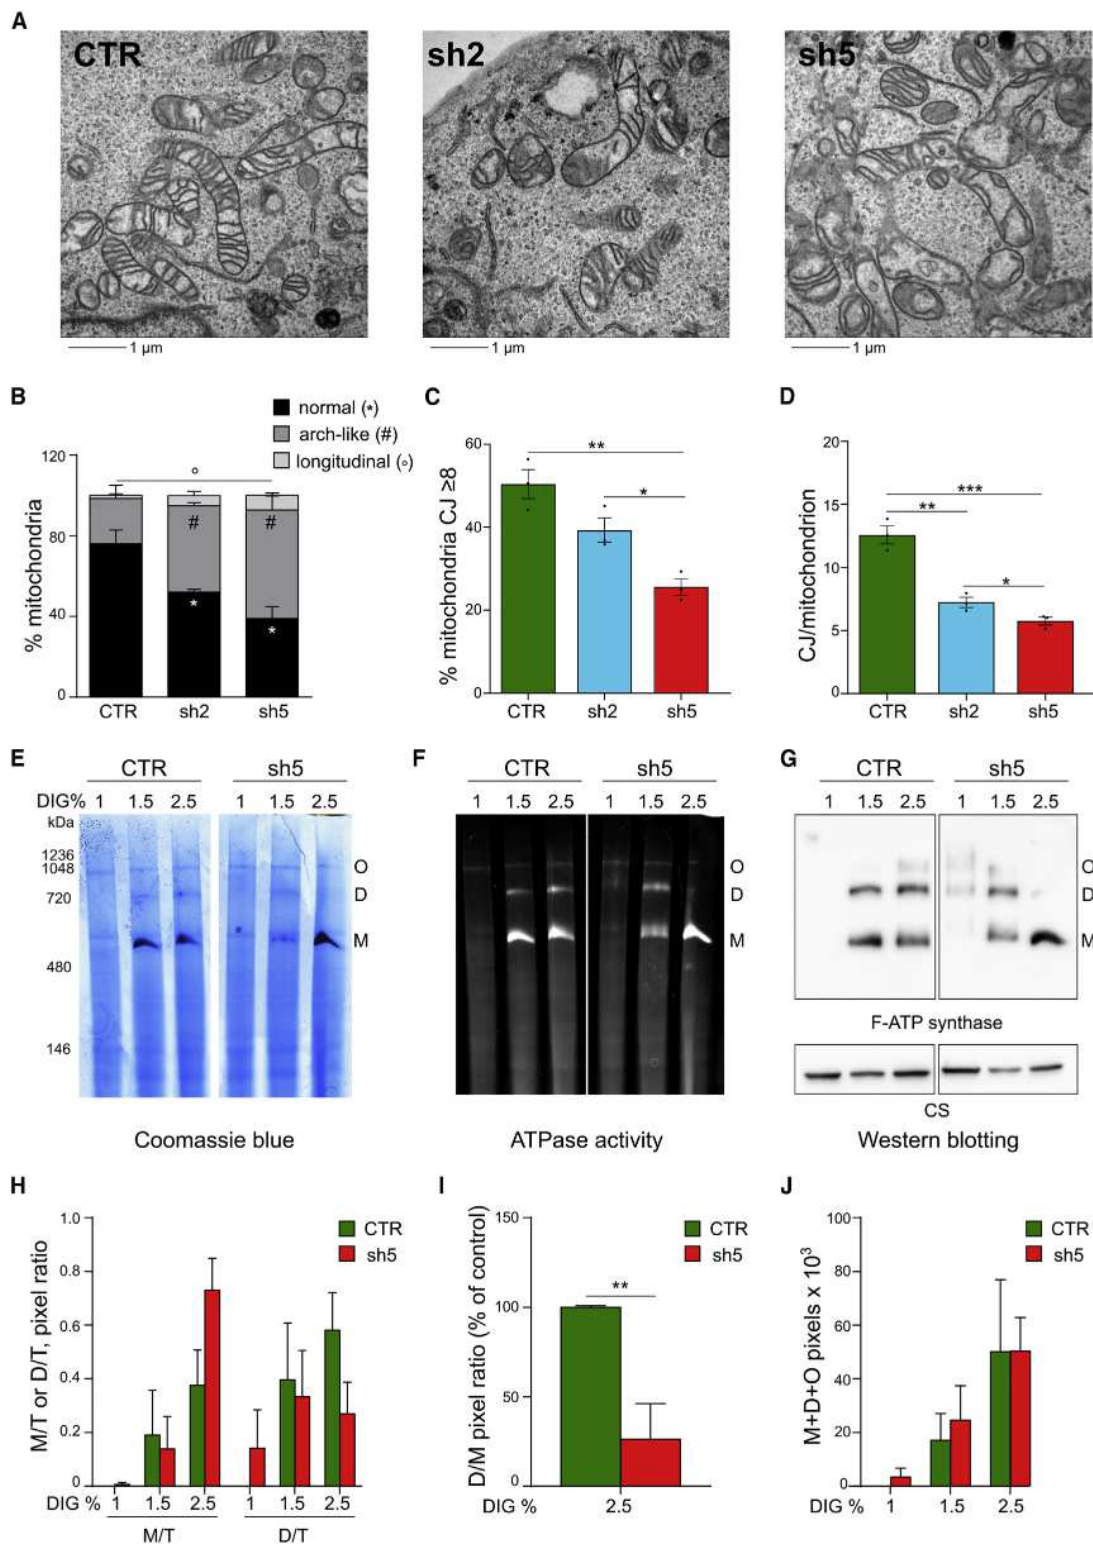 A
CTR
sh2
sh5
1 µm
1 µm
1 µm
B
normal (*)
arch-like (#)
longitudinal (◦)
% mitochondria
120
80
40
0
◦
#
#
*
*
CTR
sh2
sh5
C
% mitochondria CJ ≥8
60
40
20
0
**
*
CTR
sh2
sh5
D
CJ/mitochondrion
20
15
10
5
0
***
**
*
CTR
sh2
sh5
E
CTR
sh5
DIG% 1 1.5 2.5 1 1.5 2.5
kDa
1236
1048
720
480
146
O
D
M
Coomassie blue
F
CTR
sh5
1 1.5 2.5 1 1.5 2.5
O
D
M
ATPase activity
G
CTR
sh5
1 1.5 2.5 1 1.5 2.5
O
D
M
F-ATP synthase
CS
Western blotting
H
M/T or D/T, pixel ratio
1.0
0.8
0.6
0.4
0.2
0
CTR
sh5
DIG % 1 1.5 2.5 1 1.5 2.5
M/T D/T
I
D/M pixel ratio (% of control)
150
100
50
0
**
CTR
sh5
DIG % 2.5
J
M+D+O pixels x 10³
100
80
60
40
20
0
CTR
sh5
DIG % 1 1.5 2.5